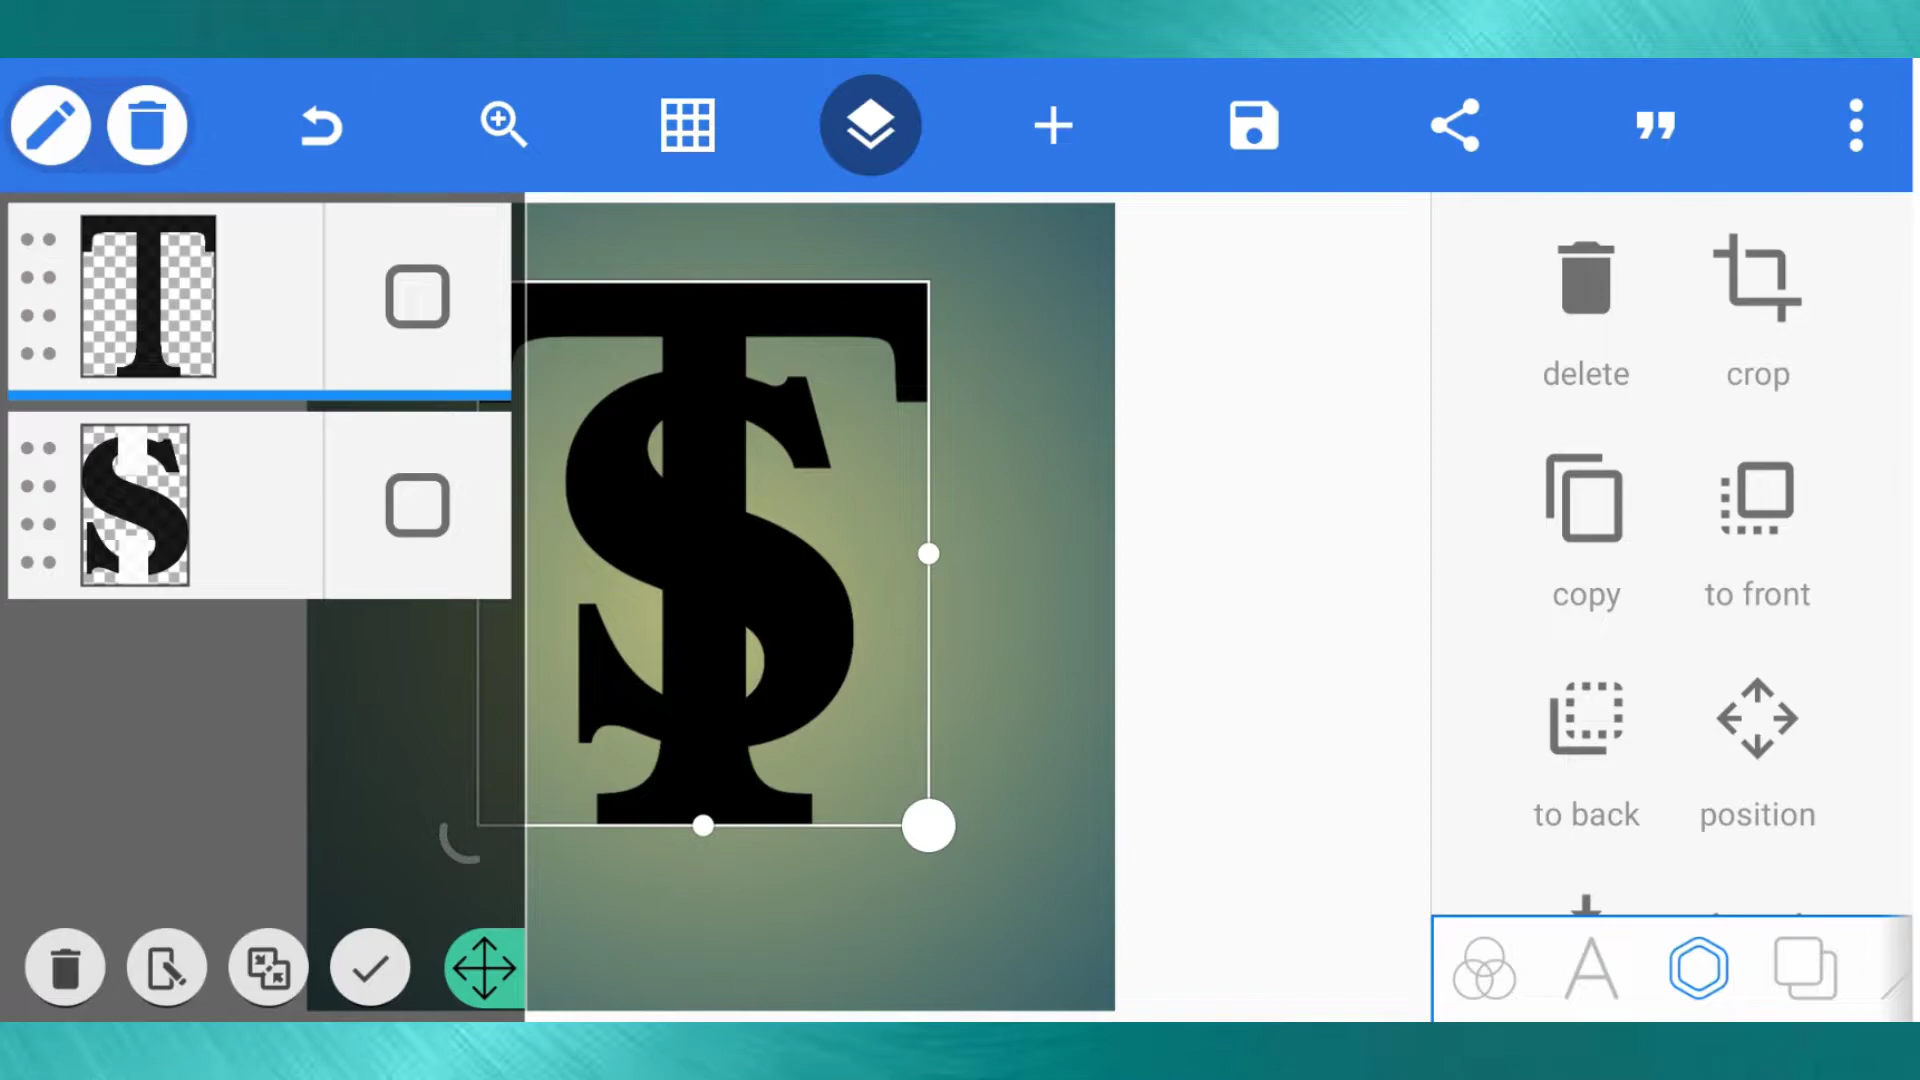 T
S
T
S
delete
crop
copy
to front
to back
position
A